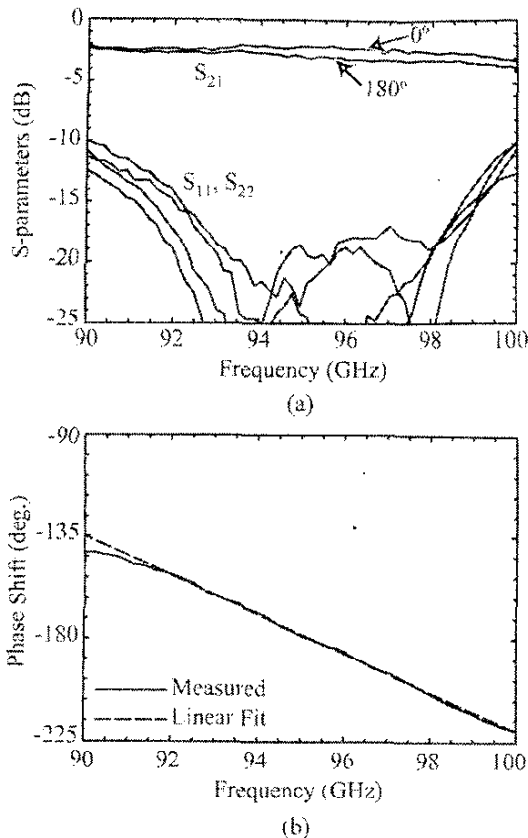 0
0°
-5
S21
180°
-10
S11, S22
-15
-20
-25
S-parameters (dB)
90 92 94 96 98 100
Frequency (GHz)
(a)
-90
-135
-180
-225
Phase Shift (deg.)
Measured
Linear Fit
90 92 94 96 98 100
Frequency (GHz)
(b)